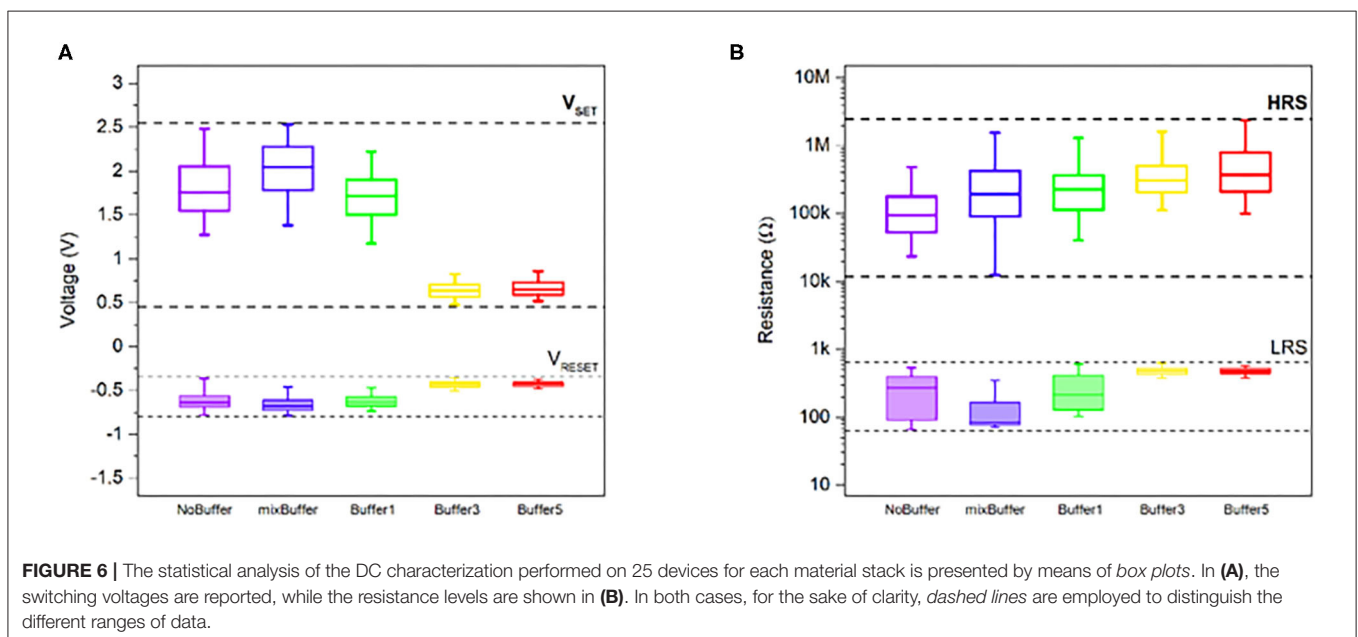 A
3
2.5
2
1.5
1
0.5
0
-0.5
-1
-1.5
Voltage (V)
V_SET
V_RESET
NoBuffer mixBuffer Buffer1 Buffer3 Buffer5
B
10M
1M
100k
10k
1k
100
10
Resistance (Ω)
HRS
LRS
NoBuffer mixBuffer Buffer1 Buffer3 Buffer5
FIGURE 6 | The statistical analysis of the DC characterization performed on 25 devices for each material stack is presented by means of box plots. In (A), the
switching voltages are reported, while the resistance levels are shown in (B). In both cases, for the sake of clarity, dashed lines are employed to distinguish the
different ranges of data.